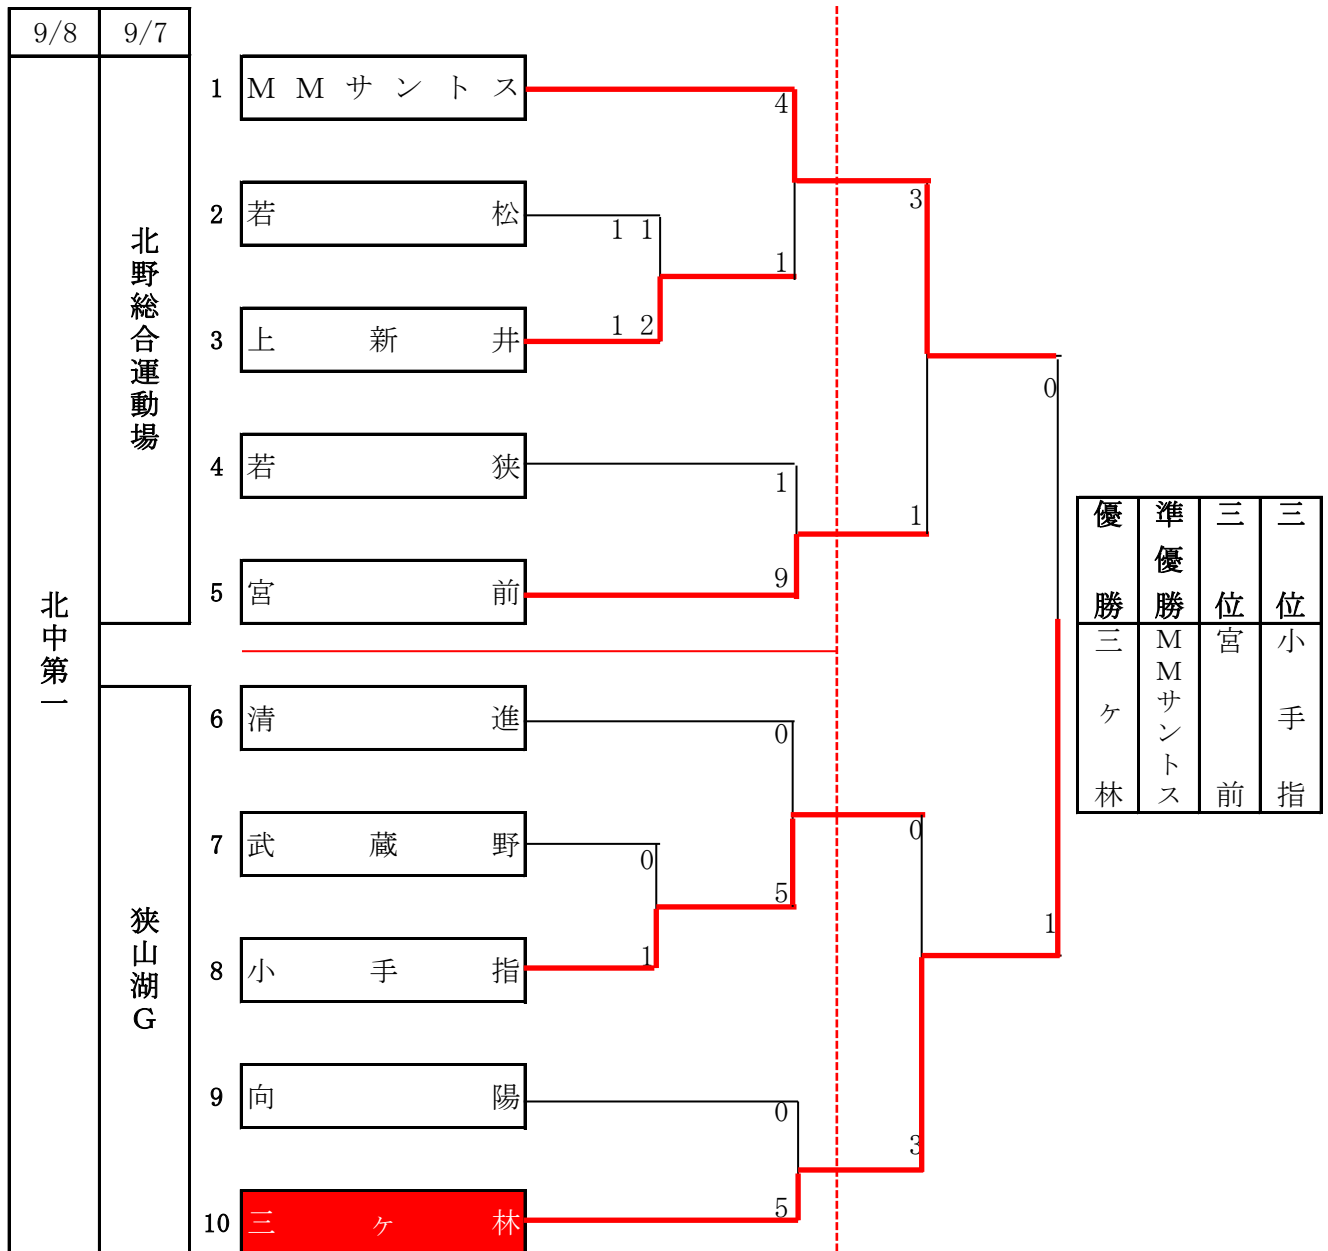 9/8 9/7
北中第一
北野総合運動場
狭山湖G
1 MMサントス
4
2 若松
1 1
3
1
3 上新井
1 2
0
4 若狭
1
1
5 宮前
9
6 清進
0
7 武蔵野
0
0
5
8 小手指
1
1
9 向陽
0
3
10 三ヶ林
5
優勝 準優勝 三位 三位
三ヶ林 MMサントス 宮前 小手指